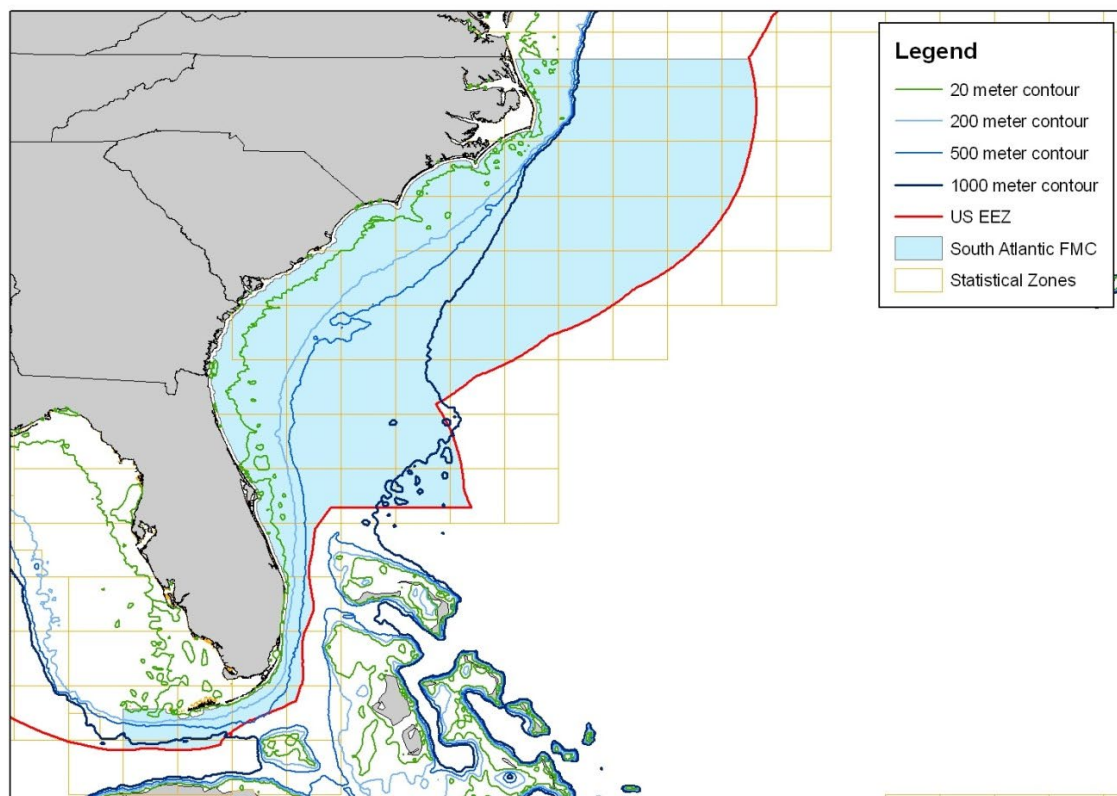 Legend
20 meter contour
200 meter contour
500 meter contour
1000 meter contour
US EEZ
South Atlantic FMC
Statistical Zones